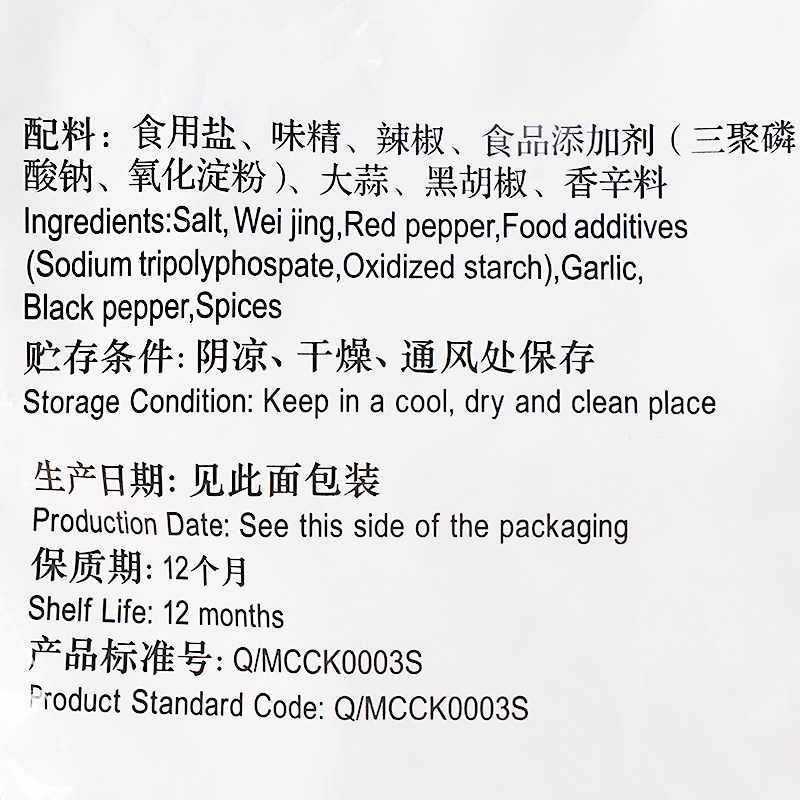 配料：食用盐、味精、辣椒、食品添加剂（三聚磷
酸钠、氧化淀粉）、大蒜、黑胡椒、香辛料
Ingredients:Salt, Wei jing,Red pepper,Food additives
(Sodium tripolyphospate,Oxidized starch),Garlic,
Black pepper,Spices
贮存条件：阴凉、干燥、通风处保存
Storage Condition: Keep in a cool, dry and clean place
生产日期：见此面包装
Production Date: See this side of the packaging
保质期：12个月
Shelf Life: 12 months
产品标准号：Q/MCCK0003S
Product Standard Code: Q/MCCK0003S